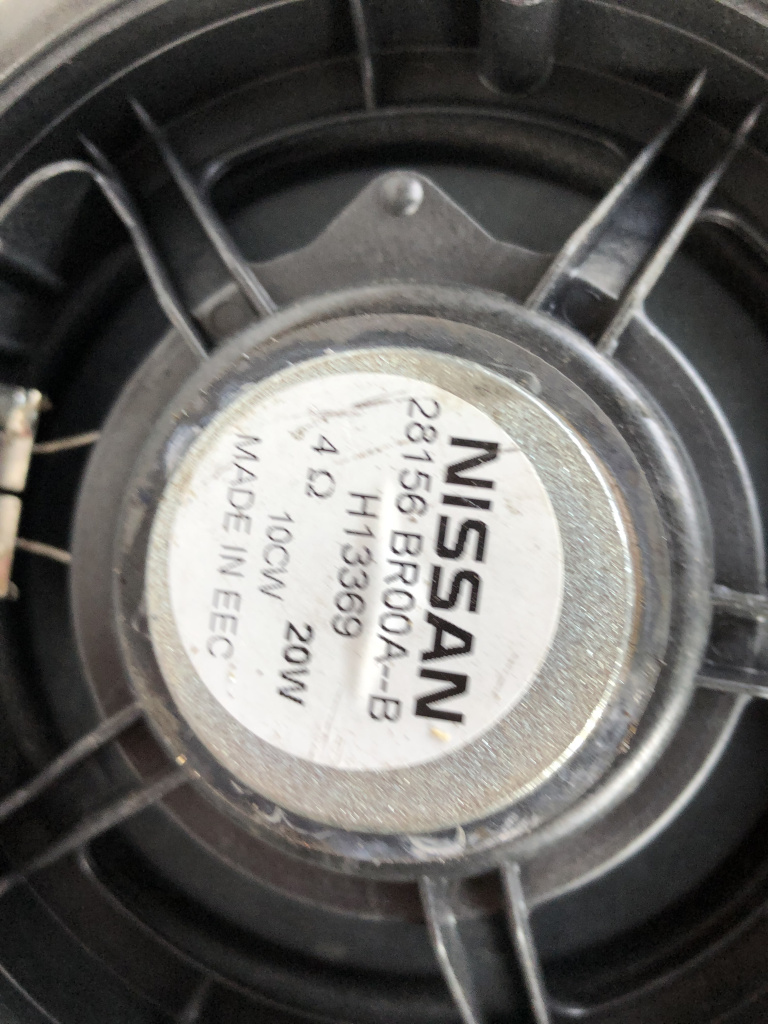 NISSAN
28156 BR00A--B
H13369
4 Ω 20W
10CW
MADE IN EEC